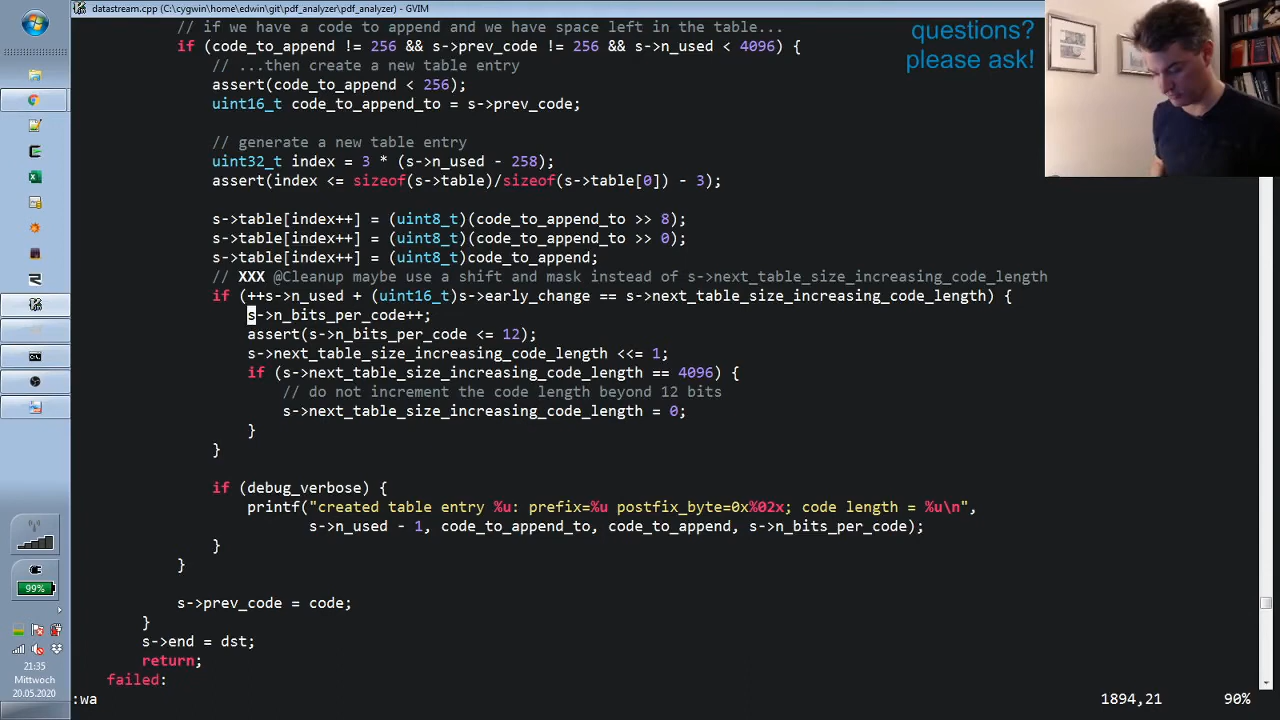 datastream.cpp (C:\cygwin\home\edwin\git\pdf_analyzer\pdf_analyzer) - GVIM
// if we have a code to append and we have space left in the table...
if (code_to_append != 256 && s->prev_code != 256 && s->n_used < 4096) {
// ...then create a new table entry
assert(code_to_append < 256);
uint16_t code_to_append_to = s->prev_code;
// generate a new table entry
uint32_t index = 3 * (s->n_used - 258);
assert(index <= sizeof(s->table)/sizeof(s->table[0]) - 3);
s->table[index++] = (uint8_t)(code_to_append_to >> 8);
s->table[index++] = (uint8_t)(code_to_append_to >> 0);
s->table[index++] = (uint8_t)code_to_append;
// XXX @Cleanup maybe use a shift and mask instead of s->next_table_size_increasing_code_length
if (++s->n_used + (uint16_t)s->early_change == s->next_table_size_increasing_code_length) {
s->n_bits_per_code++;
assert(s->n_bits_per_code <= 12);
s->next_table_size_increasing_code_length <<= 1;
if (s->next_table_size_increasing_code_length == 4096) {
// do not increment the code length beyond 12 bits
s->next_table_size_increasing_code_length = 0;
}
}
if (debug_verbose) {
printf("created table entry %u: prefix=%u postfix_byte=0x%02x; code length = %u\n",
s->n_used - 1, code_to_append_to, code_to_append, s->n_bits_per_code);
}
}
s->prev_code = code;
}
s->end = dst;
return;
failed:
:wa
1894,21
90%
questions?
please ask!
99%
21:35
Mittwoch
20.05.2020